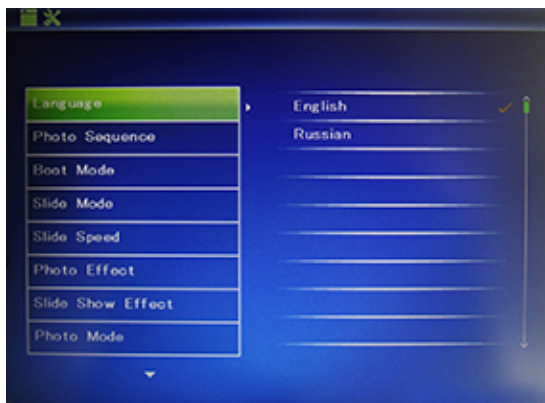 Language
Photo Sequence
Boot Mode
Slide Mode
Slide Speed
Photo Effect
Slide Show Effect
Photo Mode
English
Russian